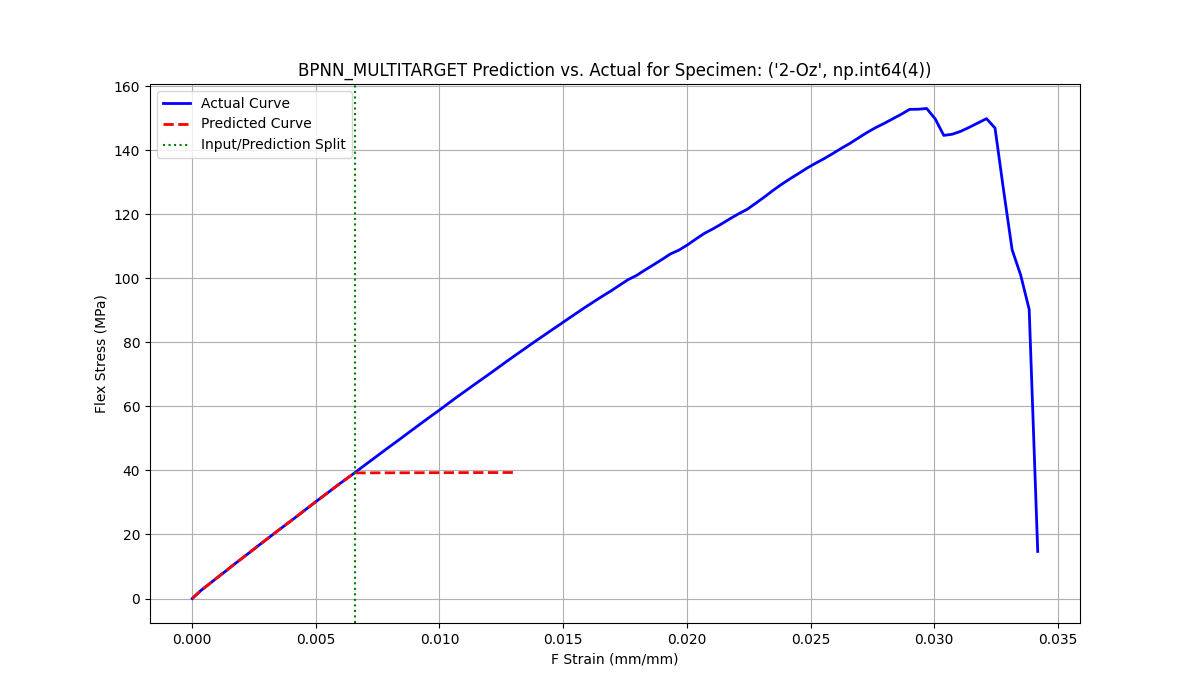 BPNN_MULTITARGET Prediction vs. Actual for Specimen: ('2-Oz', np.int64(4))
Actual Curve
Predicted Curve
Input/Prediction Split
160
140
120
100
80
60
40
20
0
Flex Stress (MPa)
0.000 0.005 0.010 0.015 0.020 0.025 0.030 0.035
F Strain (mm/mm)